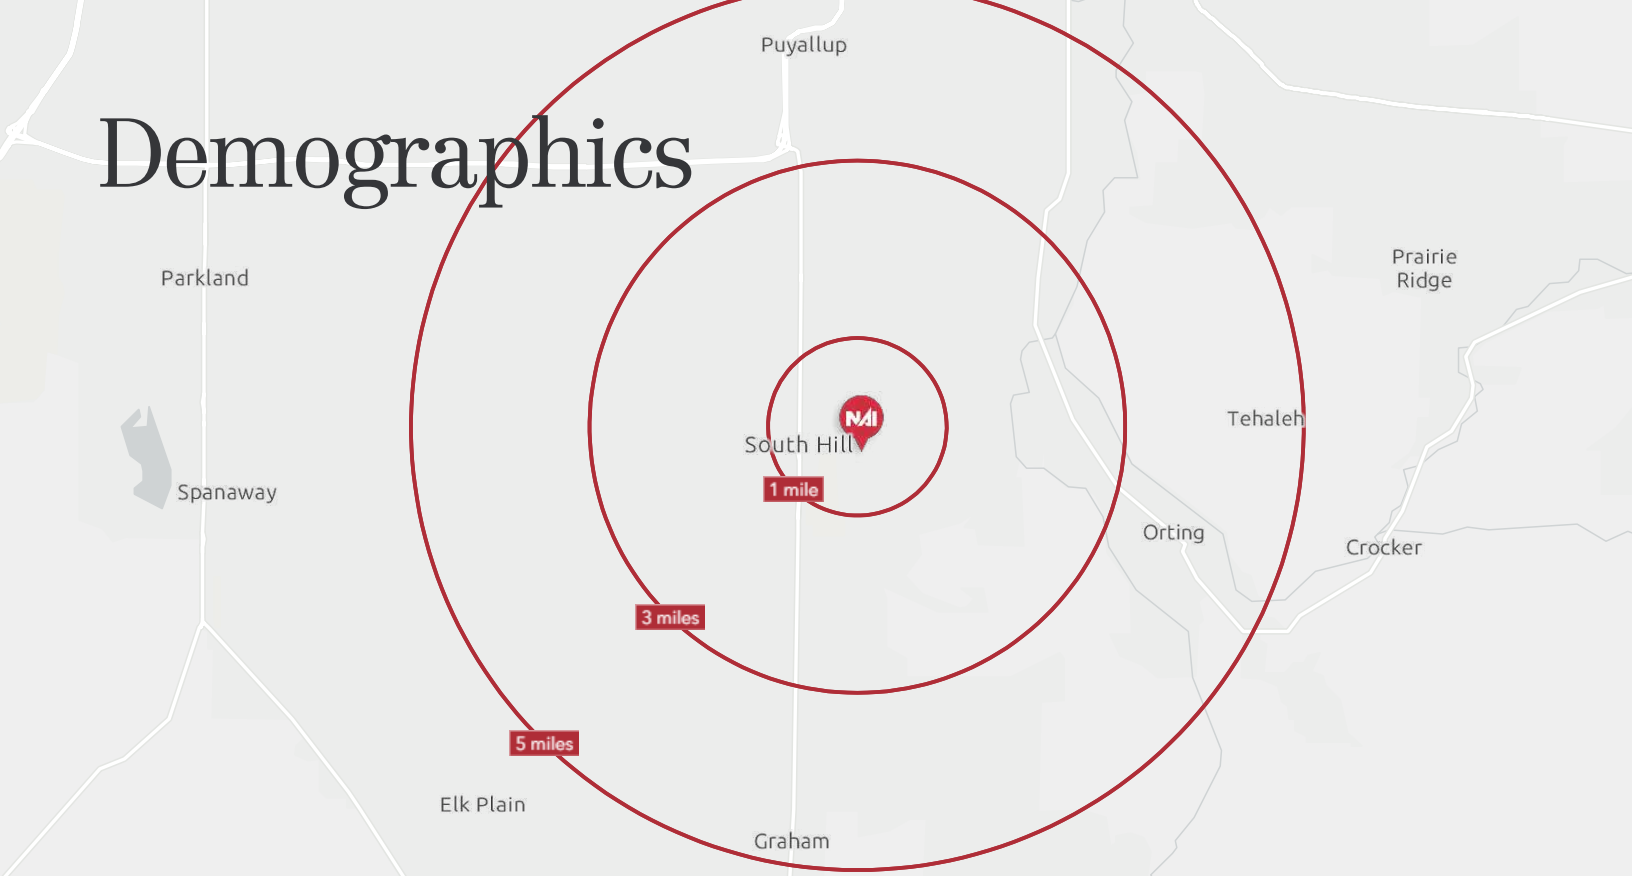 Puyallup
Demographics
Parkland
Prairie
Ridge
NAI
Tehaleh
South Hill
1 mile
Spanaway
Orting
Crocker
3 miles
5 miles
Elk Plain
Graham